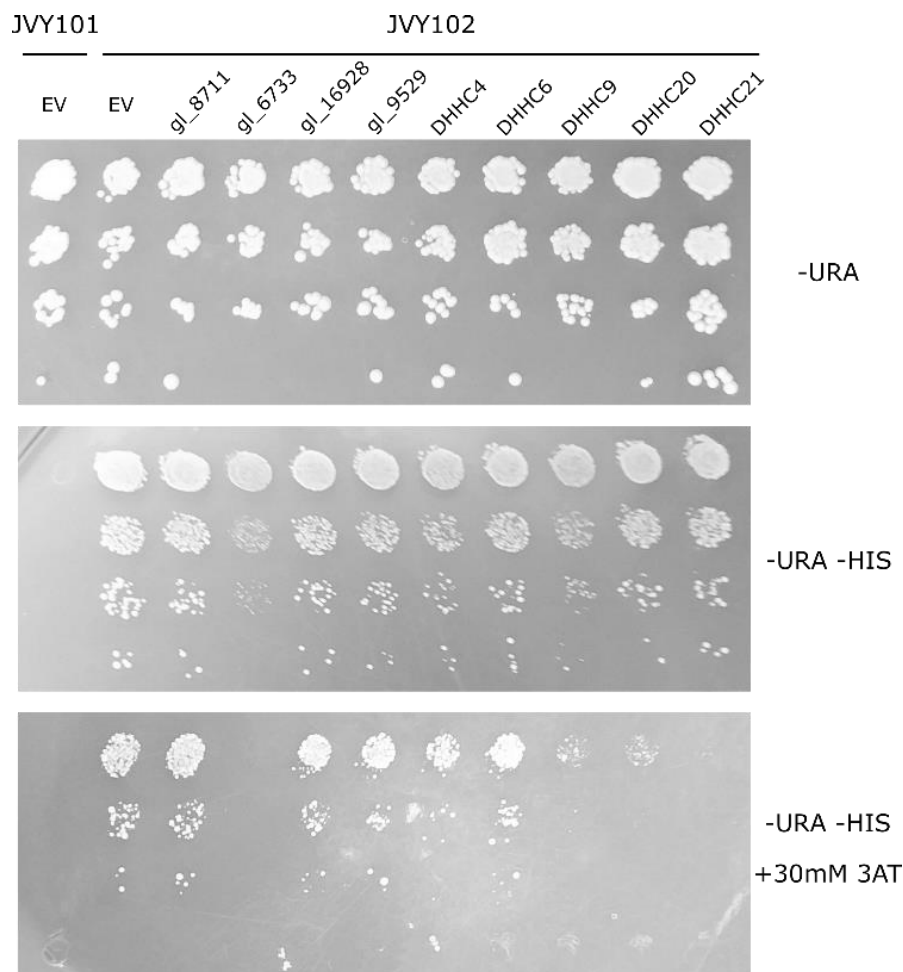 JVY101 JVY102
EV EV gl_8711 gl_6733 gl_16928 gl_9529 DHHC4 DHHC6 DHHC9 DHHC20 DHHC21
-URA
-URA -HIS
-URA -HIS
+30mM 3AT